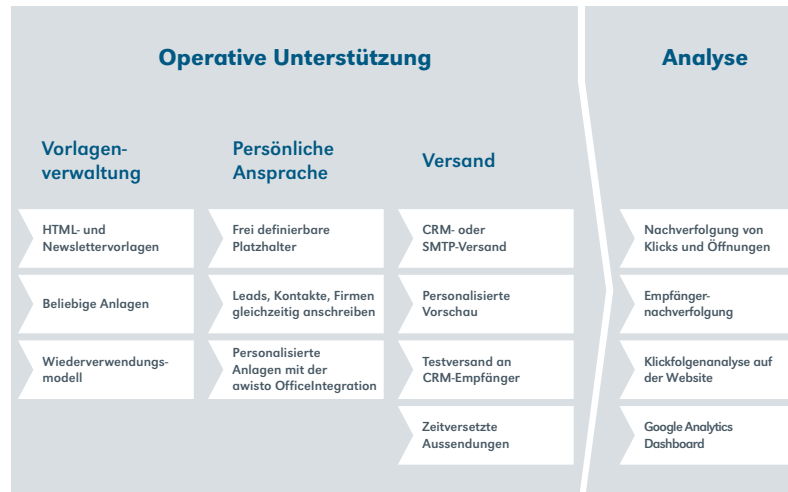 Operative Unterstützung
Analyse
Vorlagen-
verwaltung
Persönliche
Ansprache
Versand
HTML- und
Newslettervorlagen
Beliebige Anlagen
Wiederverwendungs-
modell
Frei definierbare
Platzhalter
Leads, Kontakte, Firmen
gleichzeitig anschreiben
Personalisierte
Anlagen mit der
awisto OfficeIntegration
CRM- oder
SMTP-Versand
Personalisierte
Vorschau
Testversand an
CRM-Empfänger
Zeitversetzte
Aussendungen
Nachverfolgung von
Klicks und Öffnungen
Empfänger-
nachverfolgung
Klickfolgenanalyse auf
der Website
Google Analytics
Dashboard